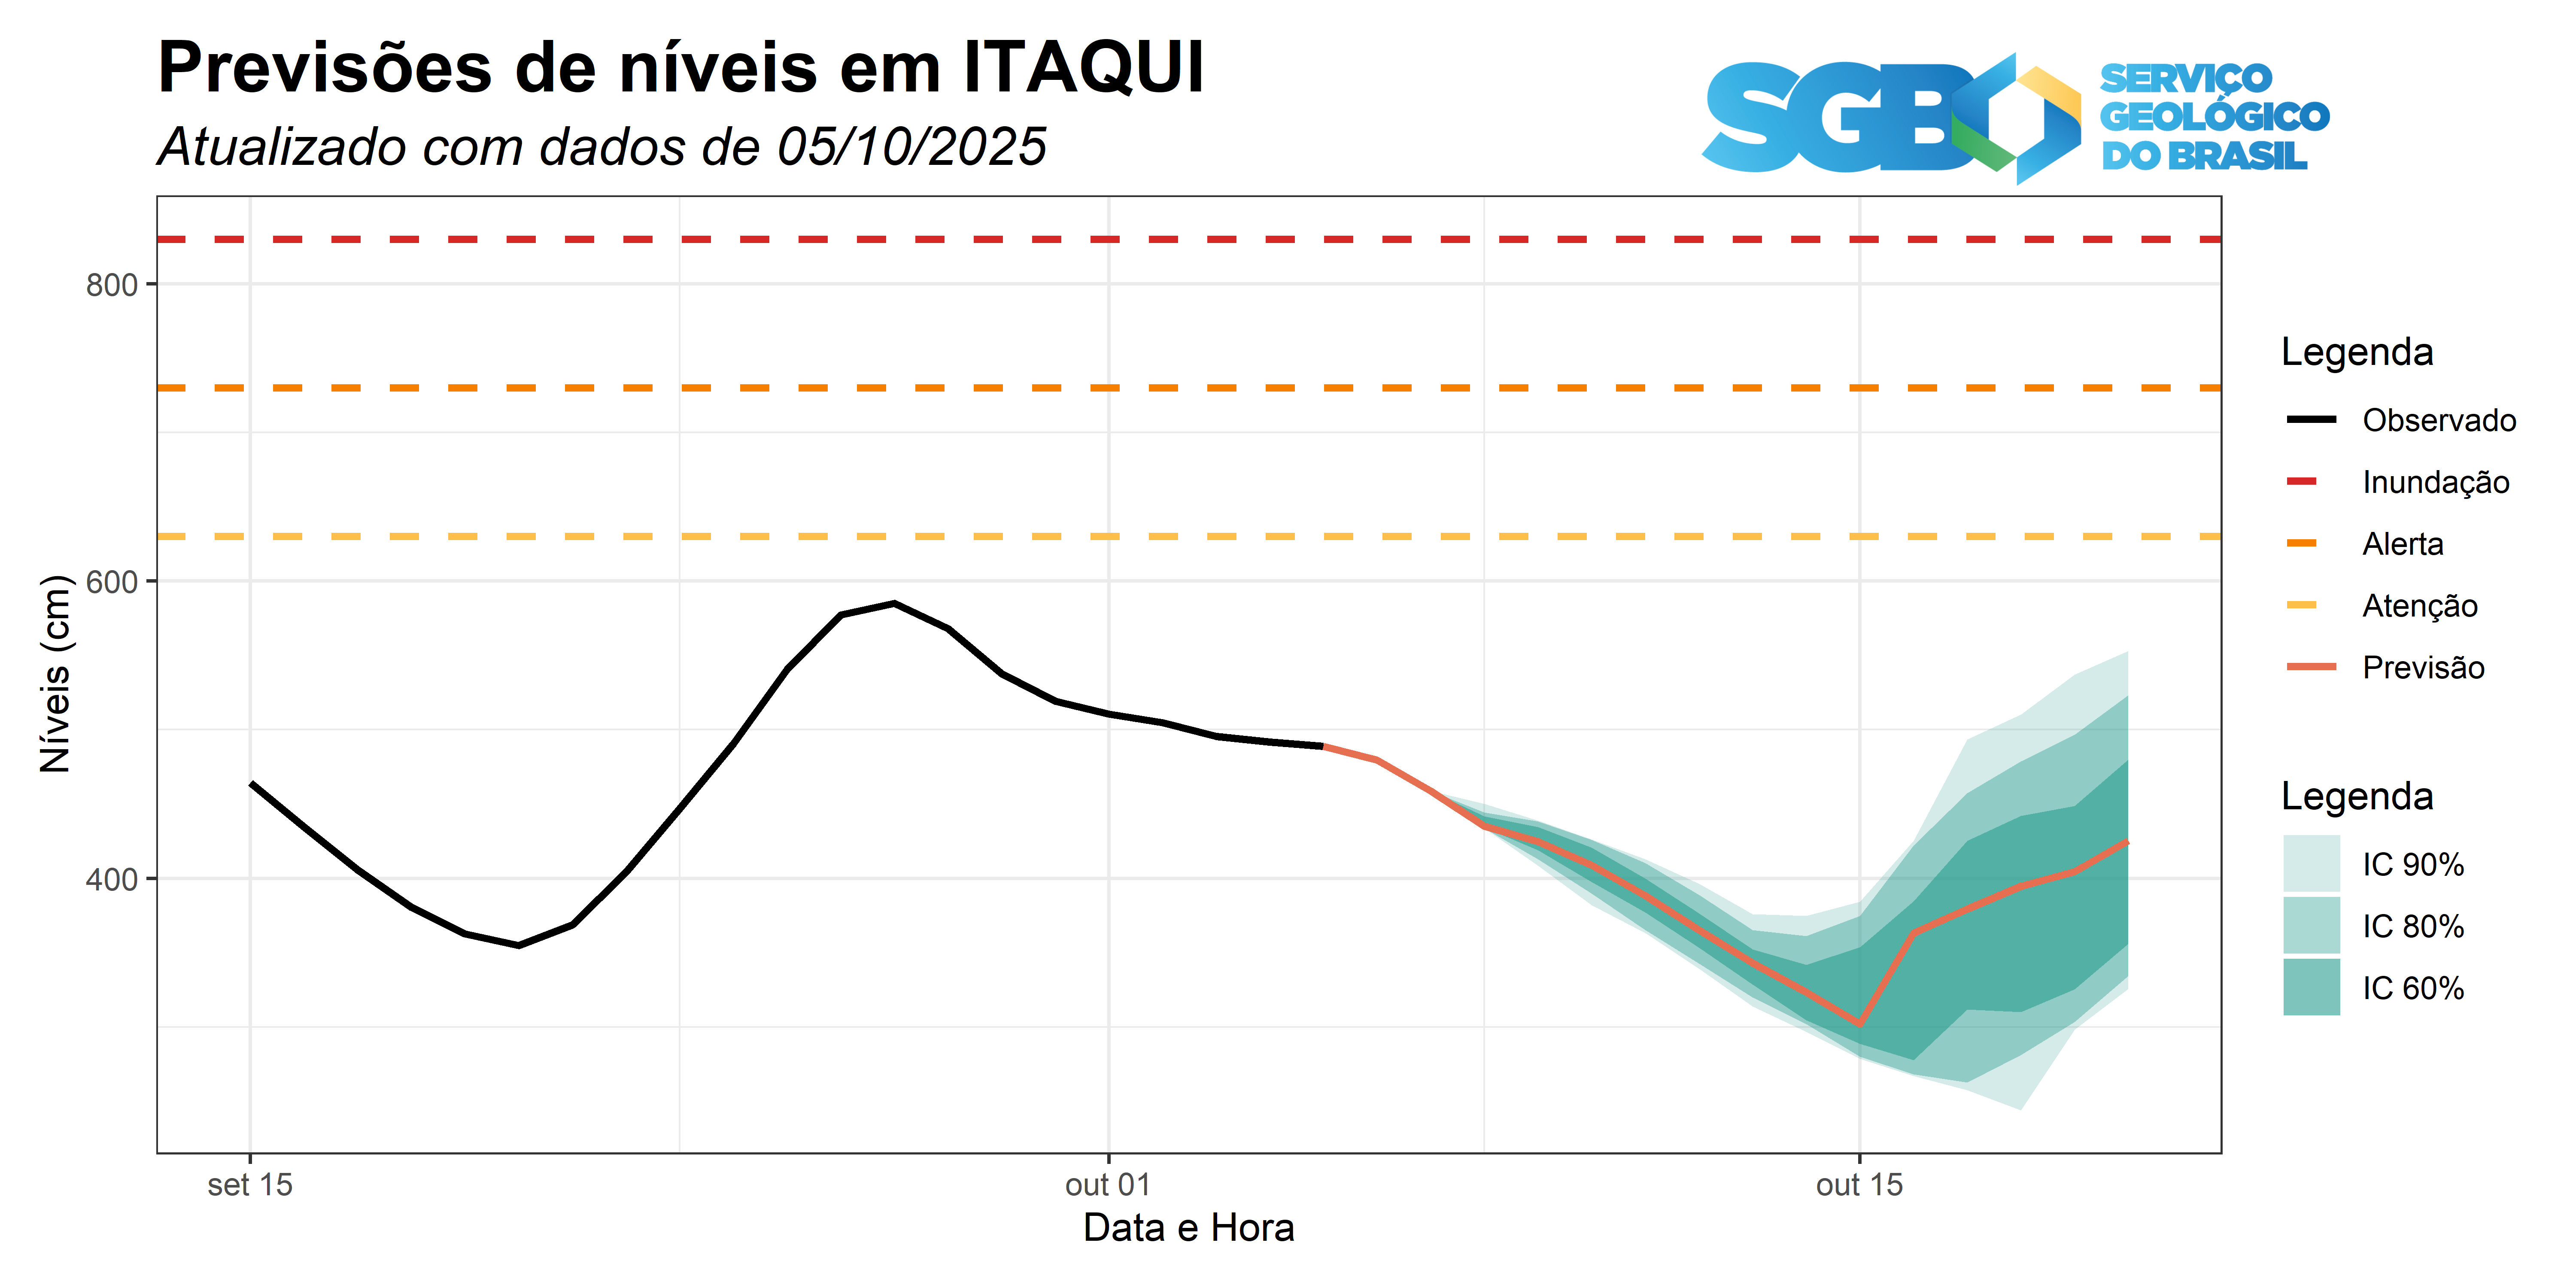 Previsões de níveis em ITAQUI
Atualizado com dados de 05/10/2025
SGB
SERVIÇO
GEOLÓGICO
DO BRASIL
Níveis (cm)
800
600
400
set 15
out 01
out 15
Data e Hora
Legenda
Observado
Inundação
Alerta
Atenção
Previsão
Legenda
IC 90%
IC 80%
IC 60%